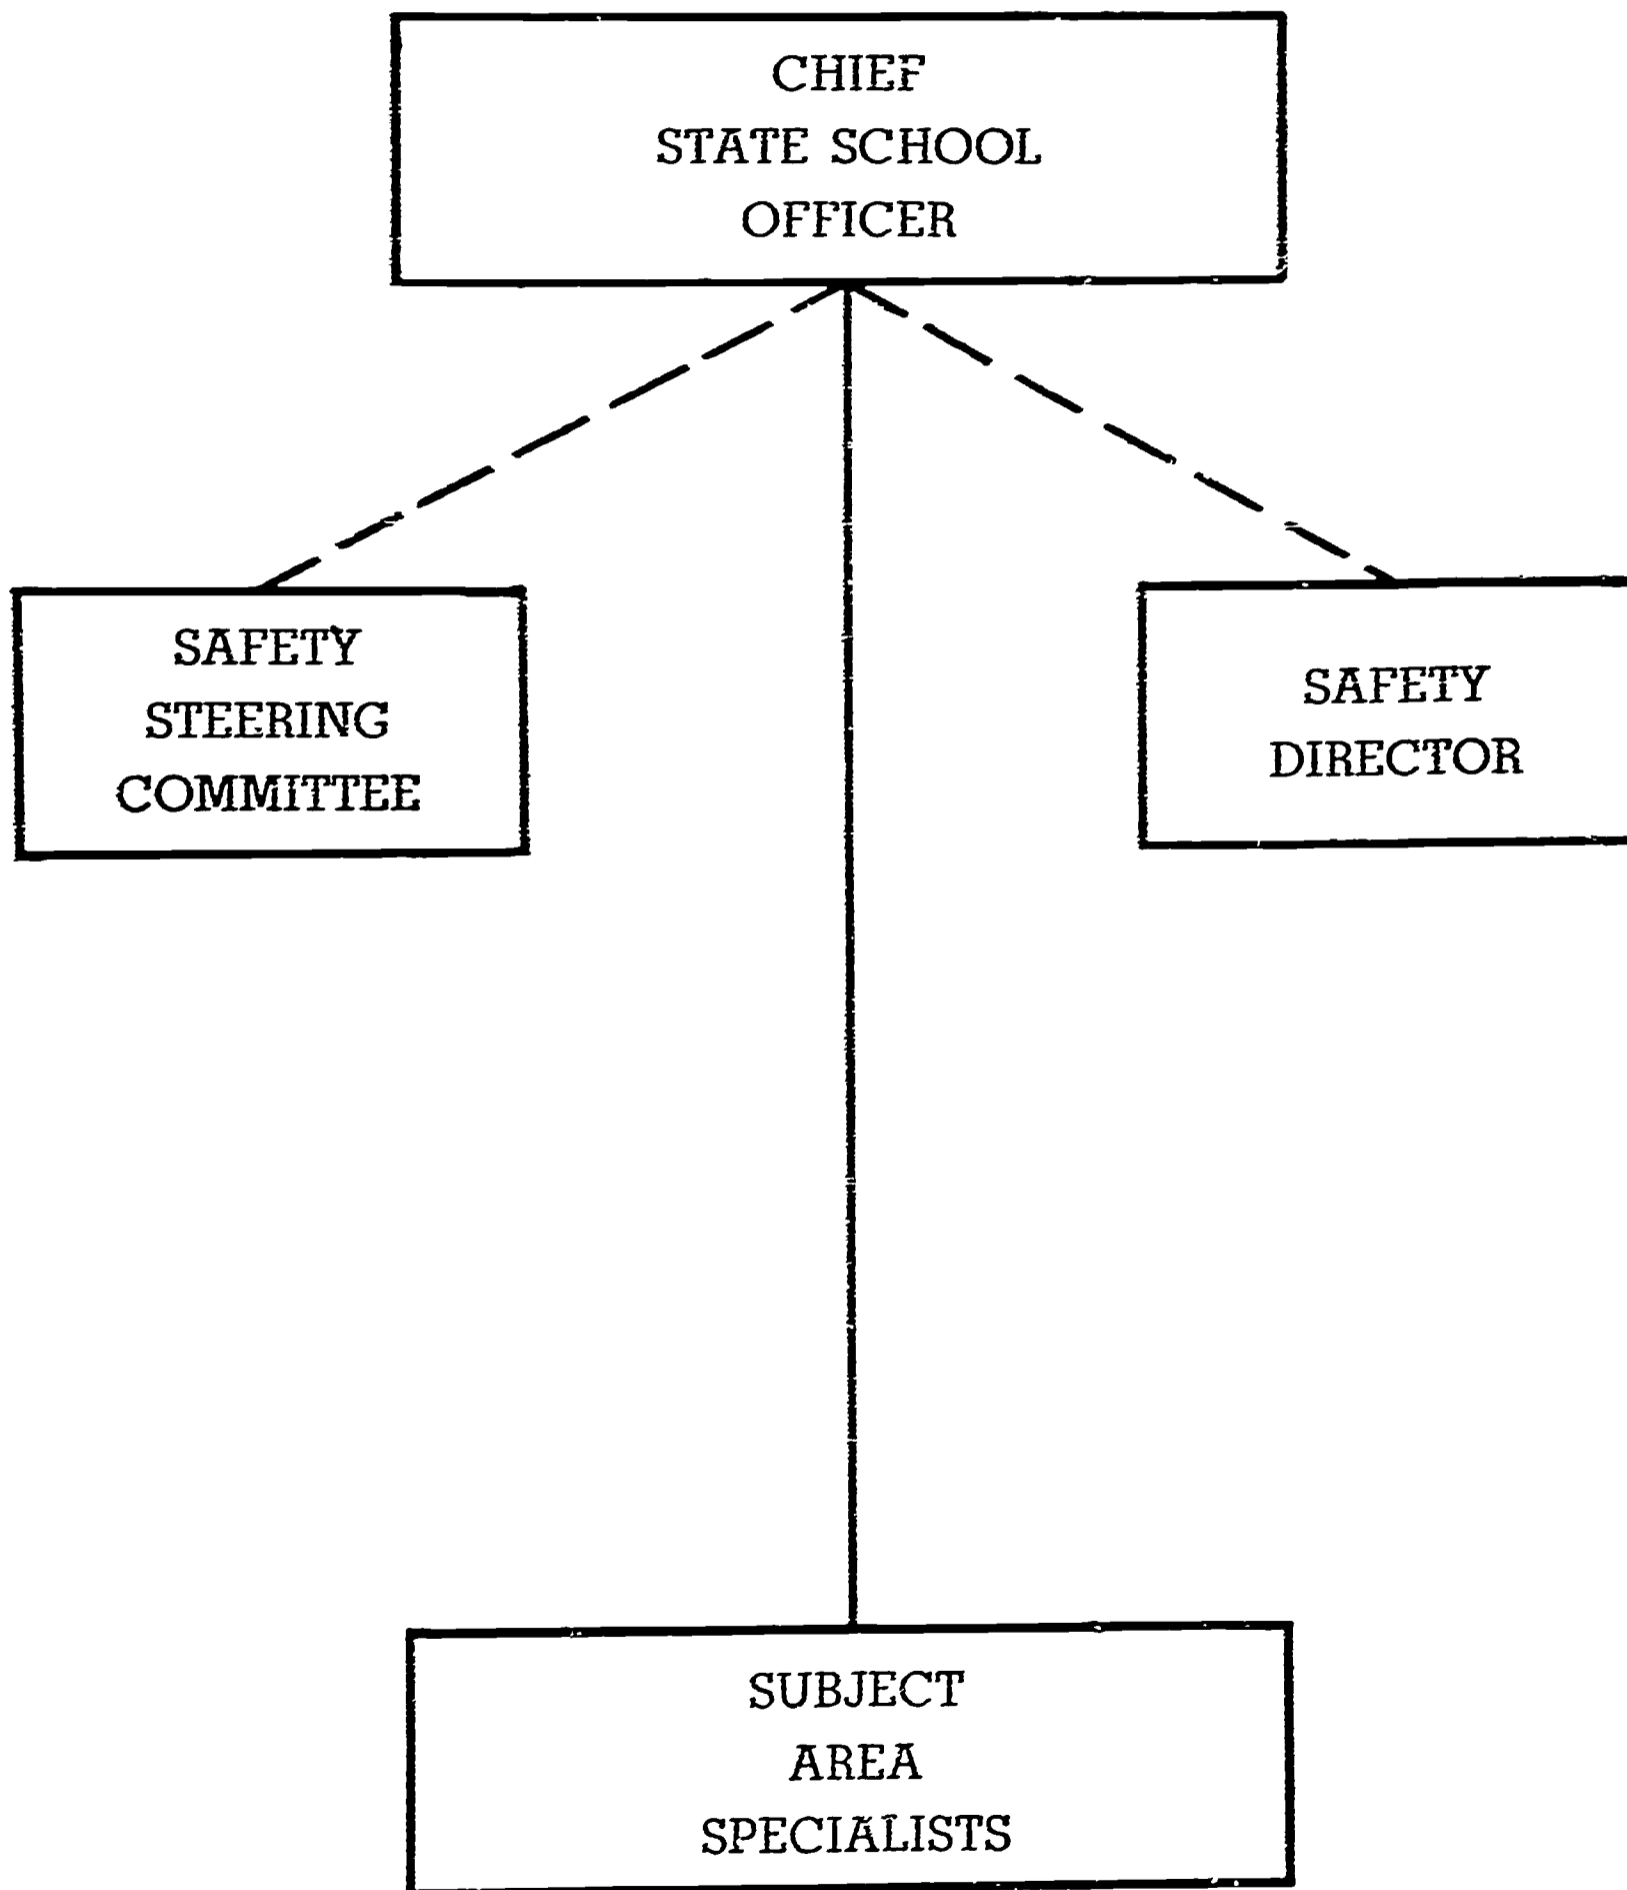 CHIEF
STATE SCHOOL
OFFICER
SAFETY
STEERING
COMMITTEE
SAFETY
DIRECTOR
SUBJECT
AREA
SPECIALISTS